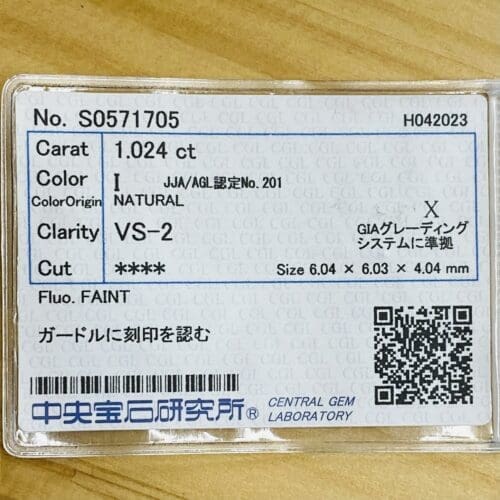 No. S0571705 H042023
Carat 1.024 ct
Color I JJA/AGL認定No.201
ColorOrigin NATURAL
X
Clarity VS-2 GIAグレーディング
システムに準拠
Cut **** Size 6.04 × 6.03 × 4.04 mm
Fluo. FAINT
ガードルに刻印を認む
中央宝石研究所® CENTRAL GEM
LABORATORY